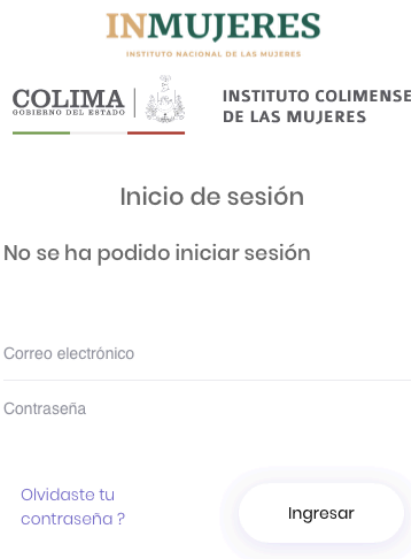 INMUJERES
INSTITUTO NACIONAL DE LAS MUJERES
COLIMA
GOBIERNO DEL ESTADO
INSTITUTO COLIMENSE
DE LAS MUJERES
Inicio de sesión
No se ha podido iniciar sesión
Correo electrónico
Contraseña
Olvidaste tu
contraseña ?
Ingresar